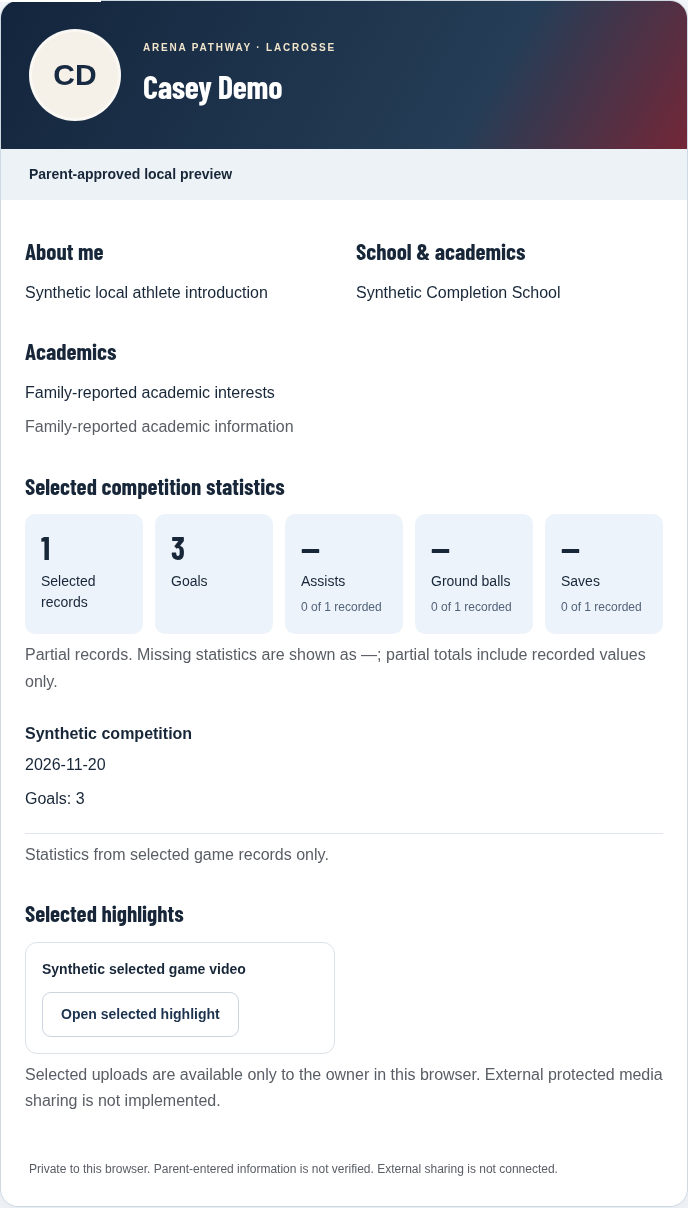 CD
ARENA PATHWAY · LACROSSE
Casey Demo
Parent-approved local preview
About me
Synthetic local athlete introduction
School & academics
Synthetic Completion School
Academics
Family-reported academic interests
Family-reported academic information
Selected competition statistics
1
Selected
records
3
Goals
—
Assists
0 of 1 recorded
—
Ground balls
0 of 1 recorded
—
Saves
0 of 1 recorded
Partial records. Missing statistics are shown as —; partial totals include recorded values
only.
Synthetic competition
2026-11-20
Goals: 3
Statistics from selected game records only.
Selected highlights
Synthetic selected game video
Open selected highlight
Selected uploads are available only to the owner in this browser. External protected media
sharing is not implemented.
Private to this browser. Parent-entered information is not verified. External sharing is not connected.